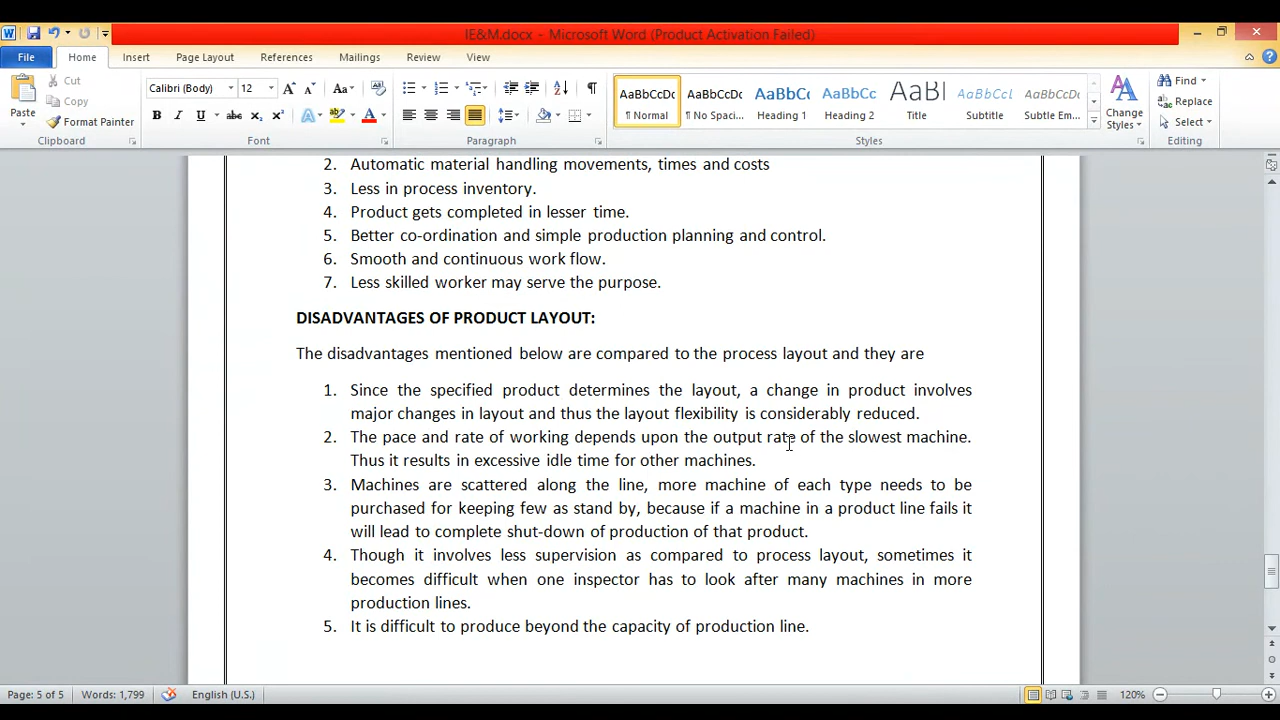 IE&M.docx - Microsoft Word (Product Activation Failed)
File Home Insert Page Layout References Mailings Review View
Paste
Cut
Copy
Format Painter
Clipboard
Calibri (Body) 12
Font
Paragraph
AaBbCcDc AaBbCcDc AaBbCc AaBbCc AaBl AaBbCcL AaBbCcDc
¶ Normal ¶ No Spaci... Heading 1 Heading 2 Title Subtitle Subtle Em...
Change Styles
Styles
Find
Replace
Select
Editing
2. Automatic material handling movements, times and costs
3. Less in process inventory.
4. Product gets completed in lesser time.
5. Better co-ordination and simple production planning and control.
6. Smooth and continuous work flow.
7. Less skilled worker may serve the purpose.
DISADVANTAGES OF PRODUCT LAYOUT:
The disadvantages mentioned below are compared to the process layout and they are
1. Since the specified product determines the layout, a change in product involves
major changes in layout and thus the layout flexibility is considerably reduced.
2. The pace and rate of working depends upon the output rate of the slowest machine.
Thus it results in excessive idle time for other machines.
3. Machines are scattered along the line, more machine of each type needs to be
purchased for keeping few as stand by, because if a machine in a product line fails it
will lead to complete shut-down of production of that product.
4. Though it involves less supervision as compared to process layout, sometimes it
becomes difficult when one inspector has to look after many machines in more
production lines.
5. It is difficult to produce beyond the capacity of production line.
Page: 5 of 5 Words: 1,799 English (U.S.) 120%